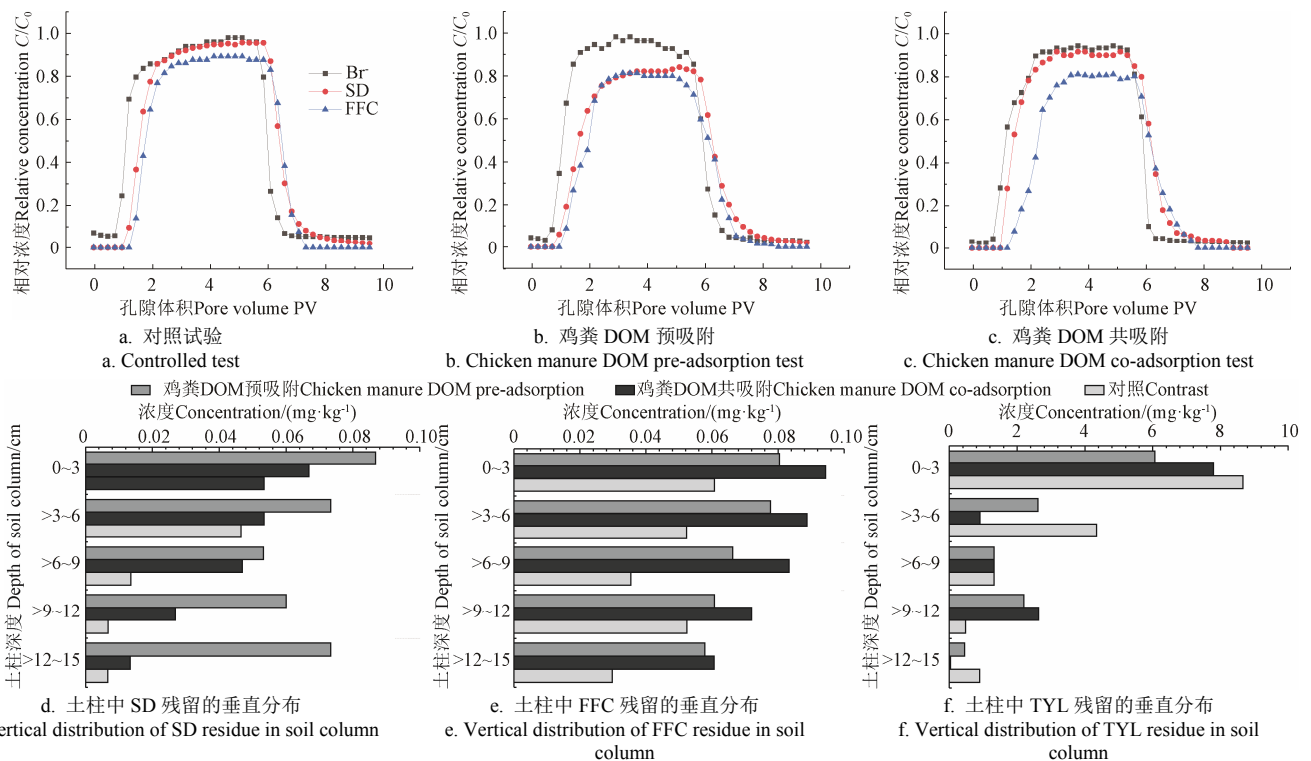 相对浓度Relative concentration C/C₀
1.0
0.8
0.6
0.4
0.2
0
Br⁻
SD
FFC
0 2 4 6 8 10
孔隙体积Pore volume PV
a. 对照试验
a. Controlled test
相对浓度Relative concentration C/C₀
1.0
0.8
0.6
0.4
0.2
0
0 2 4 6 8 10
孔隙体积Pore volume PV
b. 鸡粪 DOM 预吸附
b. Chicken manure DOM pre-adsorption test
相对浓度Relative concentration C/C₀
1.0
0.8
0.6
0.4
0.2
0
0 2 4 6 8 10
孔隙体积Pore volume PV
c. 鸡粪 DOM 共吸附
c. Chicken manure DOM co-adsorption test
鸡粪DOM预吸附Chicken manure DOM pre-adsorption 鸡粪DOM共吸附Chicken manure DOM co-adsorption 对照Contrast
浓度Concentration/(mg·kg⁻¹)
0 0.02 0.04 0.06 0.08 0.10
土柱深度 Depth of soil column/cm
0~3
>3~6
>6~9
>9~12
>12~15
d. 土柱中 SD 残留的垂直分布
ertical distribution of SD residue in soil column
浓度Concentration/(mg·kg⁻¹)
0 0.02 0.04 0.06 0.08 0.10
土柱深度 Depth of soil column/cm
0~3
>3~6
>6~9
>9~12
>12~15
e. 土柱中 FFC 残留的垂直分布
e. Vertical distribution of FFC residue in soil
column
浓度Concentration/(mg·kg⁻¹)
0 2 4 6 8 10
土柱深度 Depth of soil column/cm
0~3
>3~6
>6~9
>9~12
>12~15
f. 土柱中 TYL 残留的垂直分布
f. Vertical distribution of TYL residue in soil
column